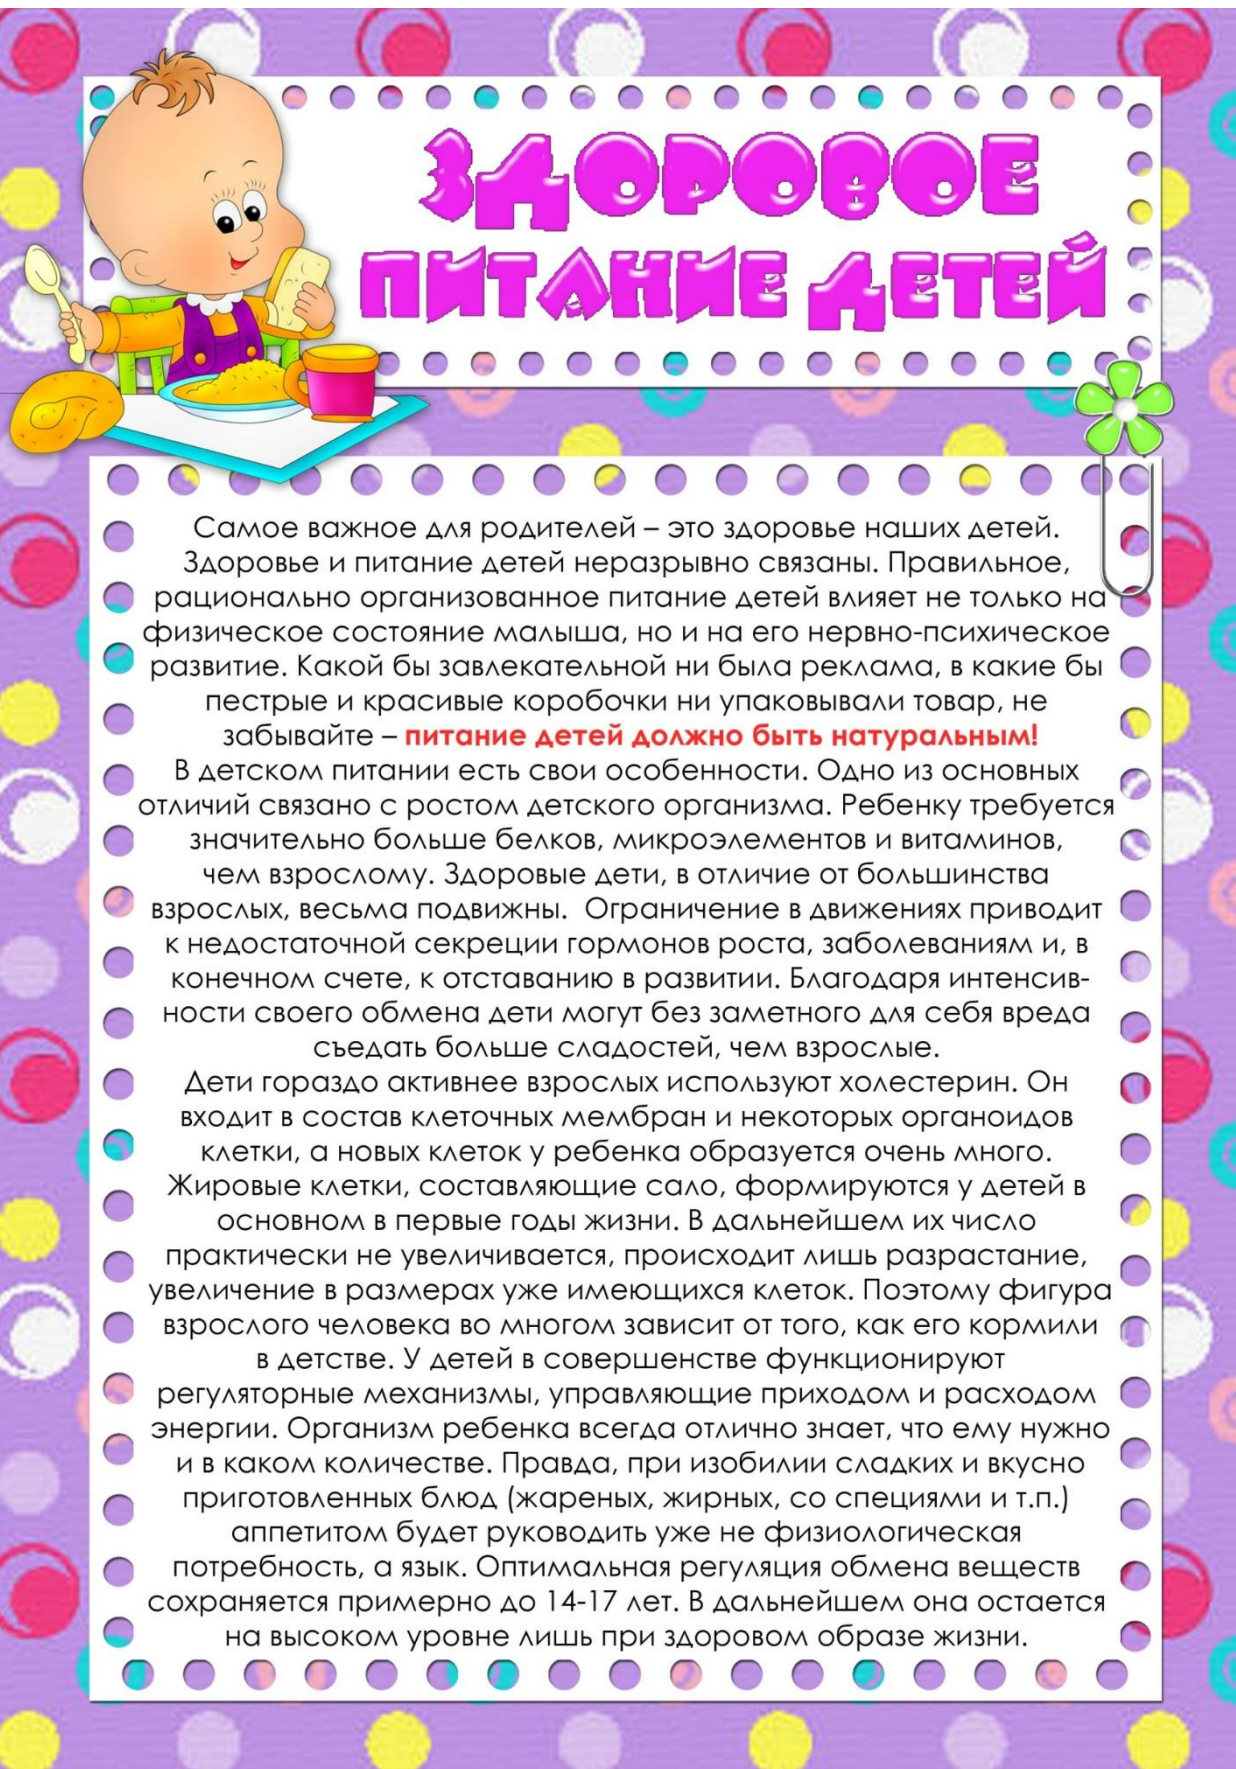 ЗДОРОВОЕ
ПИТАНИЕ ДЕТЕЙ
Самое важное для родителей – это здоровье наших детей.
Здоровье и питание детей неразрывно связаны. Правильное,
рационально организованное питание детей влияет не только на
физическое состояние малыша, но и на его нервно-психическое
развитие. Какой бы завлекательной ни была реклама, в какие бы
пестрые и красивые коробочки ни упаковывали товар, не
забывайте – питание детей должно быть натуральным!
В детском питании есть свои особенности. Одно из основных
отличий связано с ростом детского организма. Ребенку требуется
значительно больше белков, микроэлементов и витаминов,
чем взрослому. Здоровые дети, в отличие от большинства
взрослых, весьма подвижны. Ограничение в движениях приводит
к недостаточной секреции гормонов роста, заболеваниям и, в
конечном счете, к отставанию в развитии. Благодаря интенсив-
ности своего обмена дети могут без заметного для себя вреда
съедать больше сладостей, чем взрослые.
Дети гораздо активнее взрослых используют холестерин. Он
входит в состав клеточных мембран и некоторых органоидов
клетки, а новых клеток у ребенка образуется очень много.
Жировые клетки, составляющие сало, формируются у детей в
основном в первые годы жизни. В дальнейшем их число
практически не увеличивается, происходит лишь разрастание,
увеличение в размерах уже имеющихся клеток. Поэтому фигура
взрослого человека во многом зависит от того, как его кормили
в детстве. У детей в совершенстве функционируют
регуляторные механизмы, управляющие приходом и расходом
энергии. Организм ребенка всегда отлично знает, что ему нужно
и в каком количестве. Правда, при изобилии сладких и вкусно
приготовленных блюд (жареных, жирных, со специями и т.п.)
аппетитом будет руководить уже не физиологическая
потребность, а язык. Оптимальная регуляция обмена веществ
сохраняется примерно до 14-17 лет. В дальнейшем она остается
на высоком уровне лишь при здоровом образе жизни.